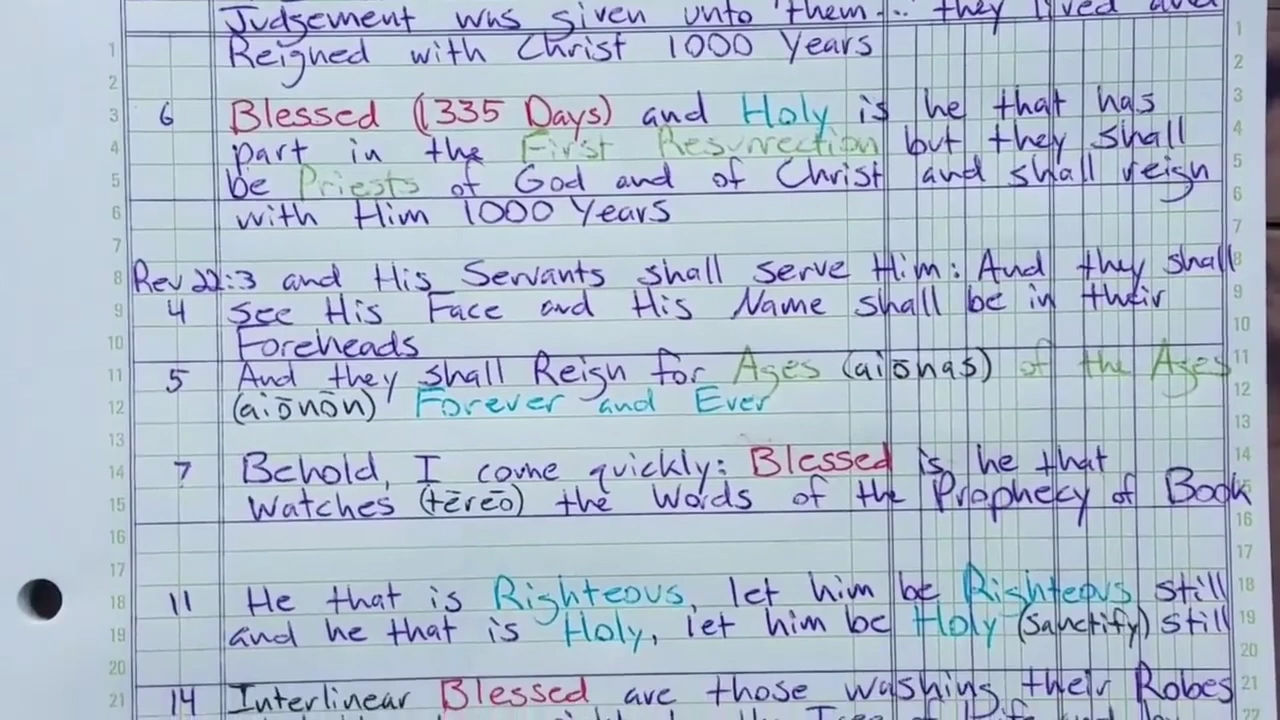 Judgement was given unto them... they lived and
Reigned with Christ 1000 Years
6 Blessed (1335 Days) and Holy is he that has
part in the First Resurrection but they shall
be Priests of God and of Christ and shall reign
with Him 1000 Years
Rev 22:3 and His Servants shall serve Him: And they shall
4 see His Face and His Name shall be in their
Foreheads
5 And they shall Reign for Ages (aiōnas) of the Ages
(aiōnōn) Forever and Ever
7 Behold, I come quickly: Blessed is he that
Watches (tēreō) the Words of the Prophecy of Book
11 He that is Righteous, let him be Righteous still
and he that is Holy, let him be Holy (sanctify) still
14 Interlinear Blessed are those washing their Robes